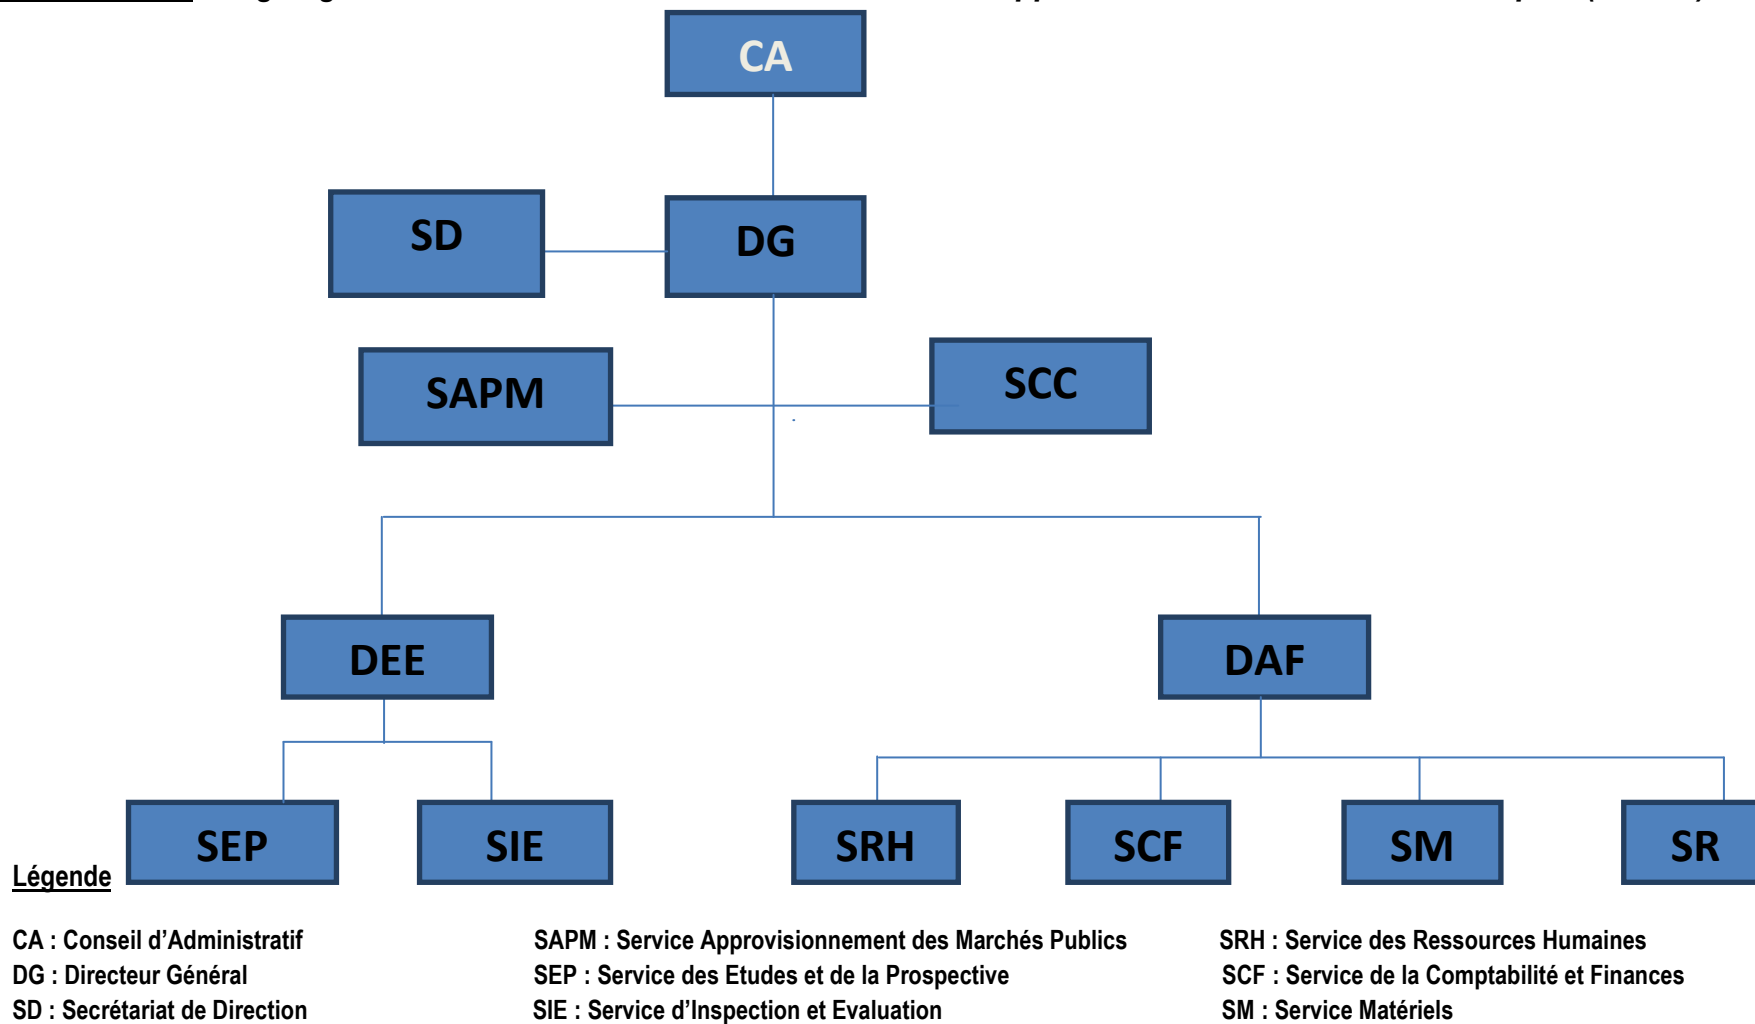 CA
SD
DG
SAPM
SCC
DEE
DAF
SEP
SIE
SRH
SCF
SM
SR
Légende
CA : Conseil d’Administratif
SAPM : Service Approvisionnement des Marchés Publics
SRH : Service des Ressources Humaines
DG : Directeur Général
SEP : Service des Etudes et de la Prospective
SCF : Service de la Comptabilité et Finances
SD : Secrétariat de Direction
SIE : Service d’Inspection et Evaluation
SM : Service Matériels